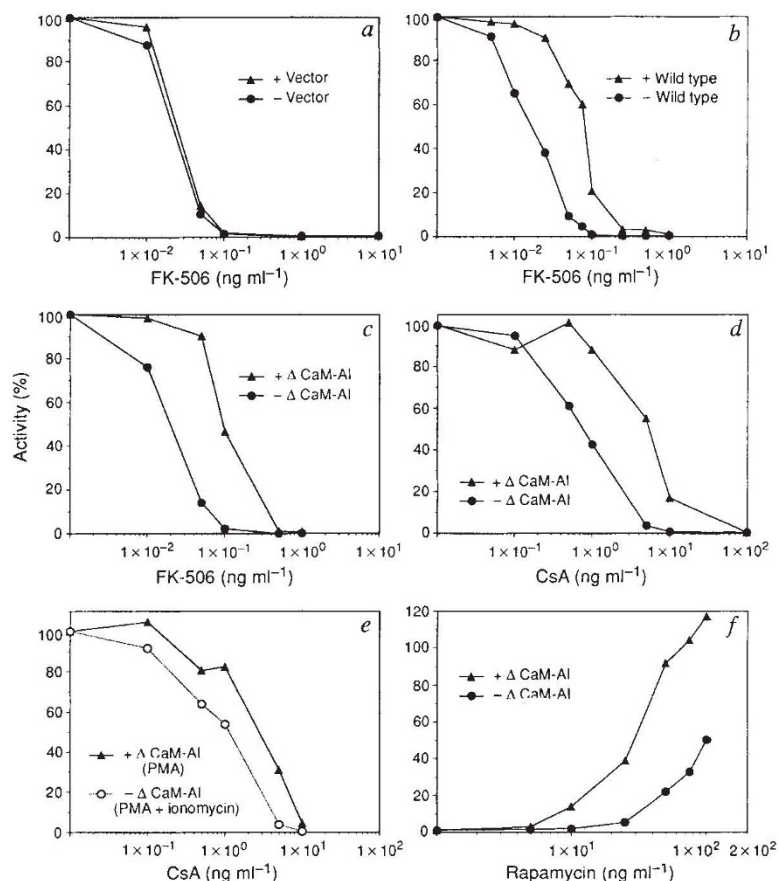 a
100
80
60
40
20
0
+ Vector
− Vector
1 × 10⁻² 1 × 10⁻¹ 1 × 10⁰ 1 × 10¹
FK-506 (ng ml⁻¹)
b
100
80
60
40
20
0
+ Wild type
− Wild type
1 × 10⁻² 1 × 10⁻¹ 1 × 10⁰ 1 × 10¹
FK-506 (ng ml⁻¹)
c
100
80
60
40
20
0
Activity (%)
+ Δ CaM-AI
− Δ CaM-AI
1 × 10⁻² 1 × 10⁻¹ 1 × 10⁰ 1 × 10¹
FK-506 (ng ml⁻¹)
d
100
80
60
40
20
0
+ Δ CaM-AI
− Δ CaM-AI
1 × 10⁻¹ 1 × 10⁰ 1 × 10¹ 1 × 10²
CsA (ng ml⁻¹)
e
100
80
60
40
20
0
+ Δ CaM-AI
(PMA)
− Δ CaM-AI
(PMA + ionomycin)
1 × 10⁻¹ 1 × 10⁰ 1 × 10¹ 1 × 10²
CsA (ng ml⁻¹)
f
120
100
80
60
40
20
0
+ Δ CaM-AI
− Δ CaM-AI
1 × 10¹ 1 × 10² 2 × 10²
Rapamycin (ng ml⁻¹)